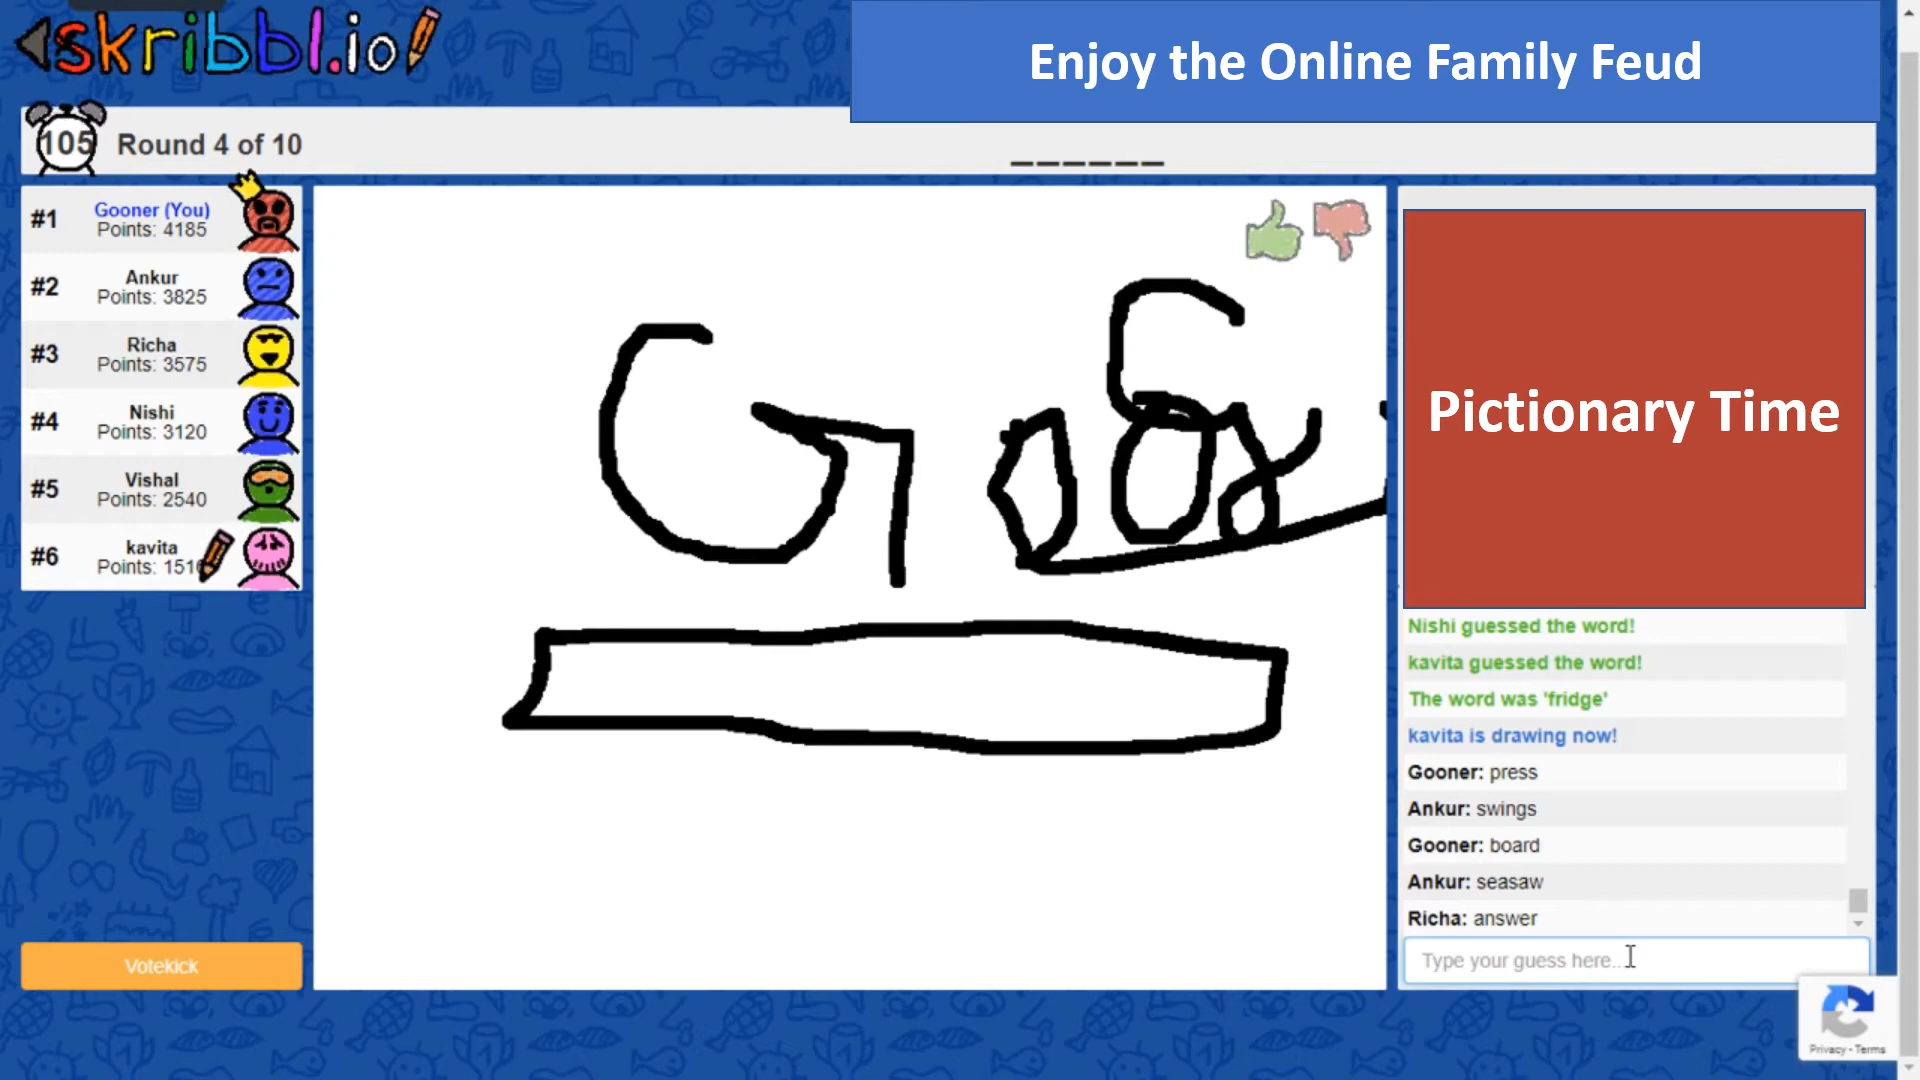 skribbl.io
Enjoy the Online Family Feud
105
Round 4 of 10
______
#1
Gooner (You)
Points: 4185
#2
Ankur
Points: 3825
#3
Richa
Points: 3575
#4
Nishi
Points: 3120
#5
Vishal
Points: 2540
#6
kavita
Points: 151
Votekick
Pictionary Time
Nishi guessed the word!
kavita guessed the word!
The word was 'fridge'
kavita is drawing now!
Gooner: press
Ankur: swings
Gooner: board
Ankur: seasaw
Richa: answer
Type your guess here...
Privacy - Terms